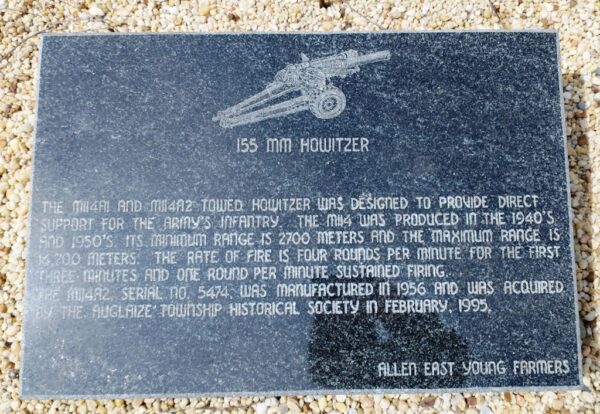 155 MM HOWITZER
THE M114A1 AND M114A2 TOWED HOWITZER WAS DESIGNED TO PROVIDE DIRECT
SUPPORT FOR THE ARMY'S INFANTRY. THE M114 WAS PRODUCED IN THE 1940'S
AND 1950'S. ITS MINIMUM RANGE IS 2700 METERS AND THE MAXIMUM RANGE IS
METERS. THE RATE OF FIRE IS FOUR ROUNDS PER MINUTE FOR THE FIRST
THREE MINUTES AND ONE ROUND PER MINUTE SUSTAINED FIRING.
THE M114A2, SERIAL NO. 5474, WAS MANUFACTURED IN 1956 AND WAS ACQUIRED
BY THE AUGLAIZE TOWNSHIP HISTORICAL SOCIETY IN FEBRUARY, 1995.
ALLEN EAST YOUNG FARMERS